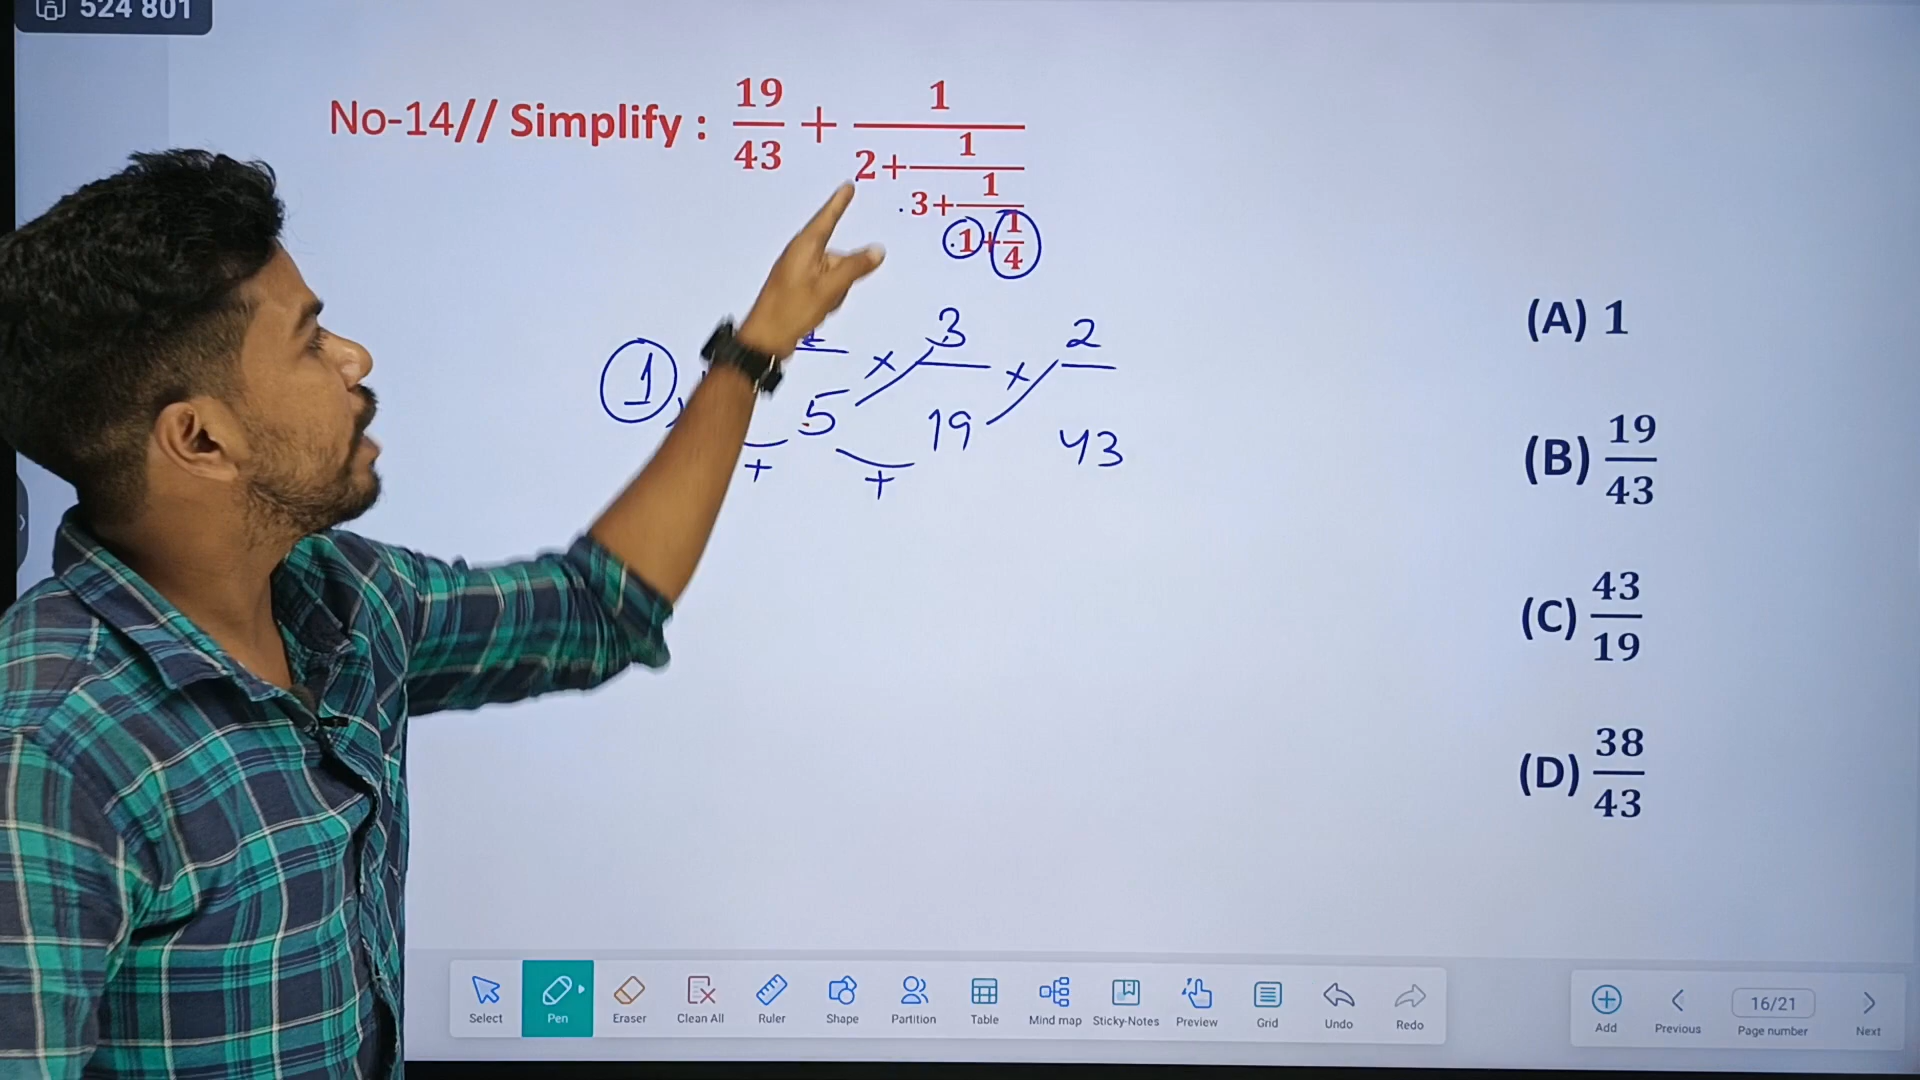 524 801
No-14// Simplify : 19/43 + 1/(2+1/(3+1/(1+1/4)))
1 × 3 × 2
5 19 43
+ +
(A) 1
(B) 19/43
(C) 43/19
(D) 38/43
Select Pen Eraser Clean All Ruler Shape Partition Table Mind map Sticky-Notes Preview Grid Undo Redo
Add Previous 16/21 Page number Next